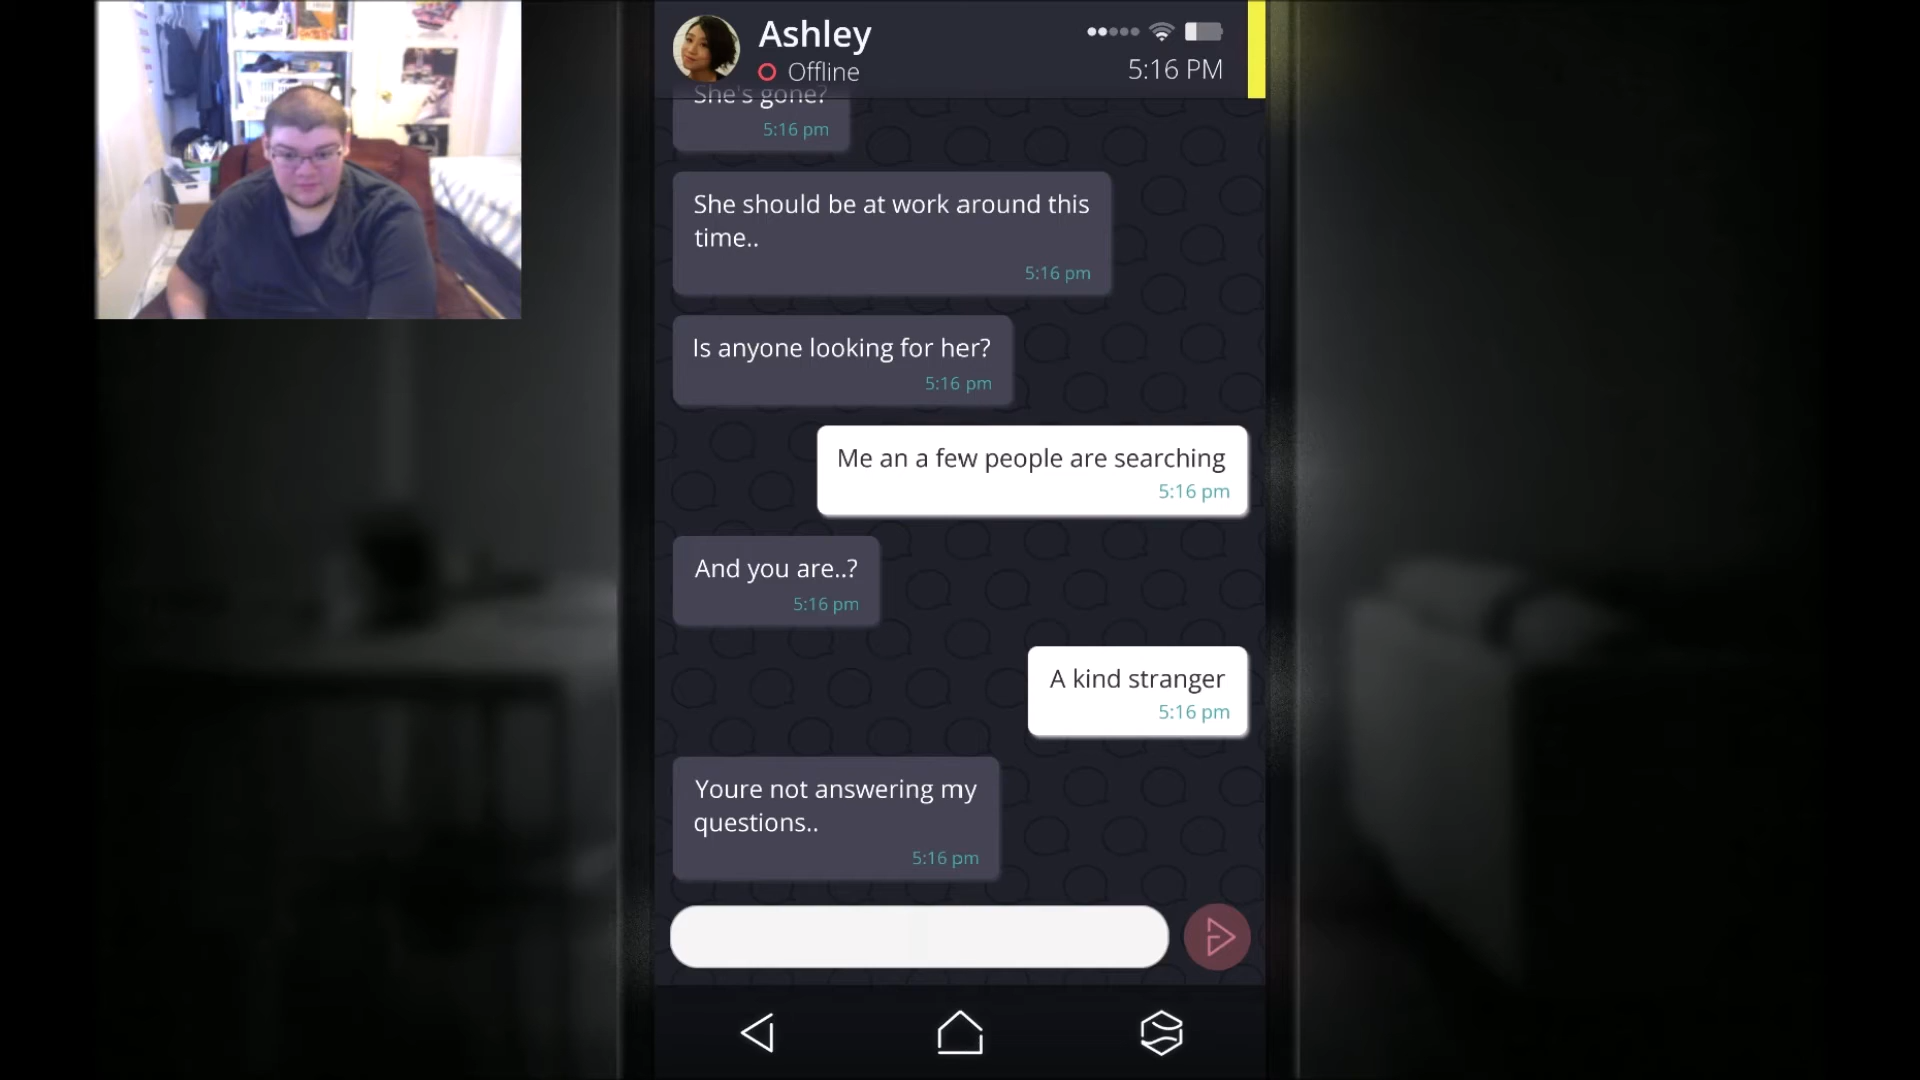 Ashley
Offline
5:16 PM
She's gone?
5:16 pm
She should be at work around this
time..
5:16 pm
Is anyone looking for her?
5:16 pm
Me an a few people are searching
5:16 pm
And you are..?
5:16 pm
A kind stranger
5:16 pm
Youre not answering my
questions..
5:16 pm